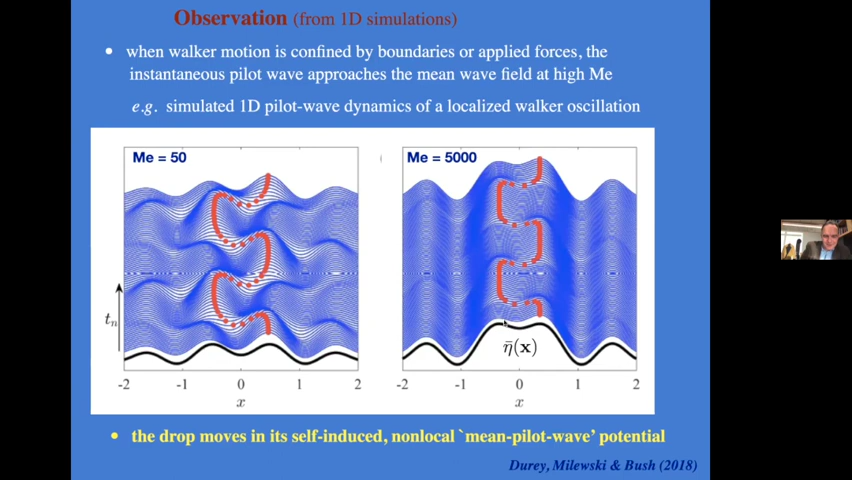 Observation (from 1D simulations)
• when walker motion is confined by boundaries or applied forces, the
instantaneous pilot wave approaches the mean wave field at high Me
e.g. simulated 1D pilot-wave dynamics of a localized walker oscillation
Me = 50
Me = 5000
tₙ
η̄(x)
-2 -1 0 1 2
-2 -1 0 1 2
x
x
• the drop moves in its self-induced, nonlocal `mean-pilot-wave' potential
Durey, Milewski & Bush (2018)